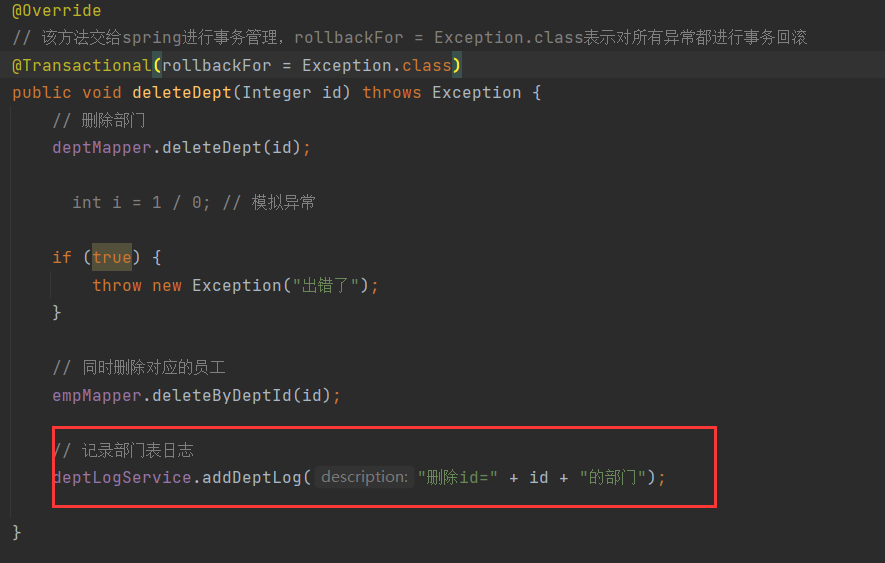 @Override
// 该方法交给spring进行事务管理，rollbackFor = Exception.class表示对所有异常都进行事务回滚
@Transactional(rollbackFor = Exception.class)
public void deleteDept(Integer id) throws Exception {
// 删除部门
deptMapper.deleteDept(id);
int i = 1 / 0; // 模拟异常
if (true) {
throw new Exception("出错了");
}
// 同时删除对应的员工
empMapper.deleteByDeptId(id);
// 记录部门表日志
deptLogService.addDeptLog( description: "删除id=" + id + "的部门");
}